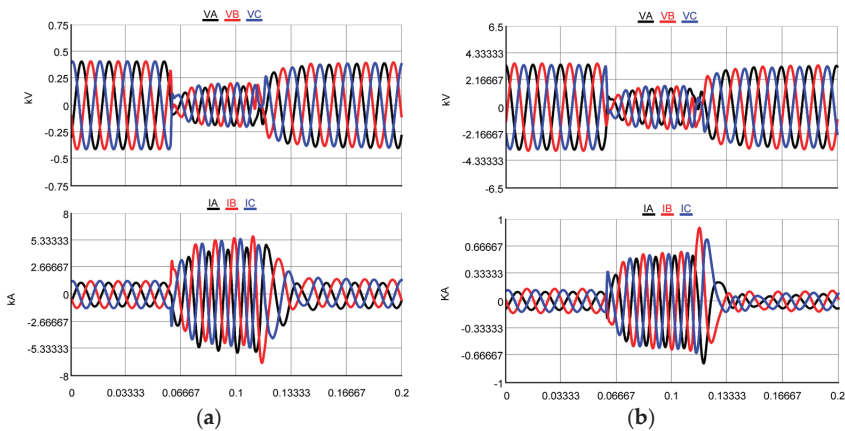 VA VB VC
0.75
0.5
0.25
0
-0.25
-0.5
-0.75
kV
IA IB IC
8
5.33333
2.66667
0
-2.66667
-5.33333
-8
kA
0 0.03333 0.06667 0.1 0.13333 0.16667 0.2
(a)
VA VB VC
6.5
4.33333
2.16667
0
-2.16667
-4.33333
-6.5
kV
IA IB IC
1
0.66667
0.33333
0
-0.33333
-0.66667
-1
KA
0 0.03333 0.06667 0.1 0.13333 0.16667 0.2
(b)